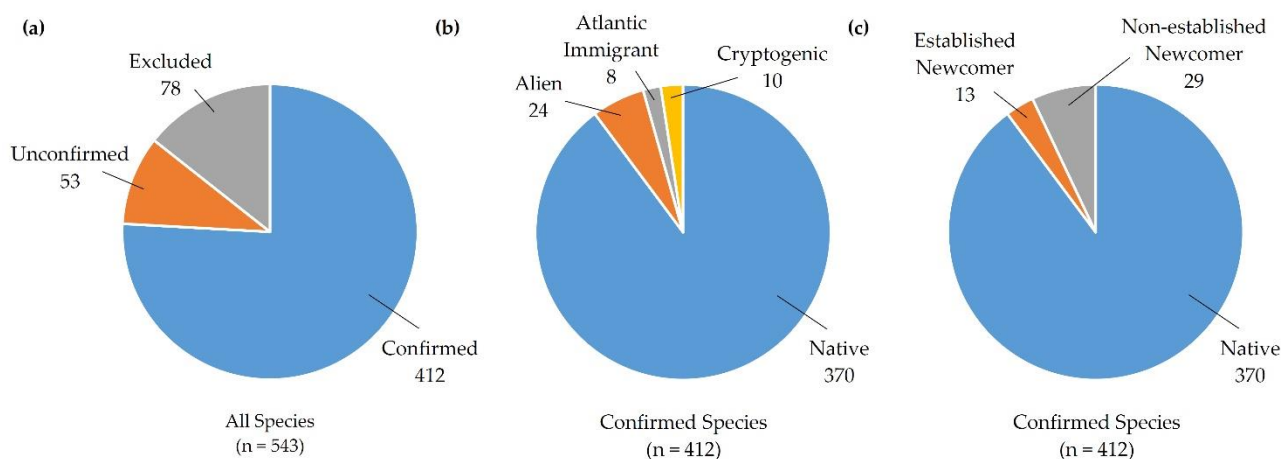 (a)
Excluded
78
Unconfirmed
53
Confirmed
412
All Species
(n = 543)
(b)
Atlantic
Immigrant
8
Cryptogenic
10
Alien
24
Native
370
Confirmed Species
(n = 412)
(c)
Non-established
Newcomer
29
Established
Newcomer
13
Native
370
Confirmed Species
(n = 412)